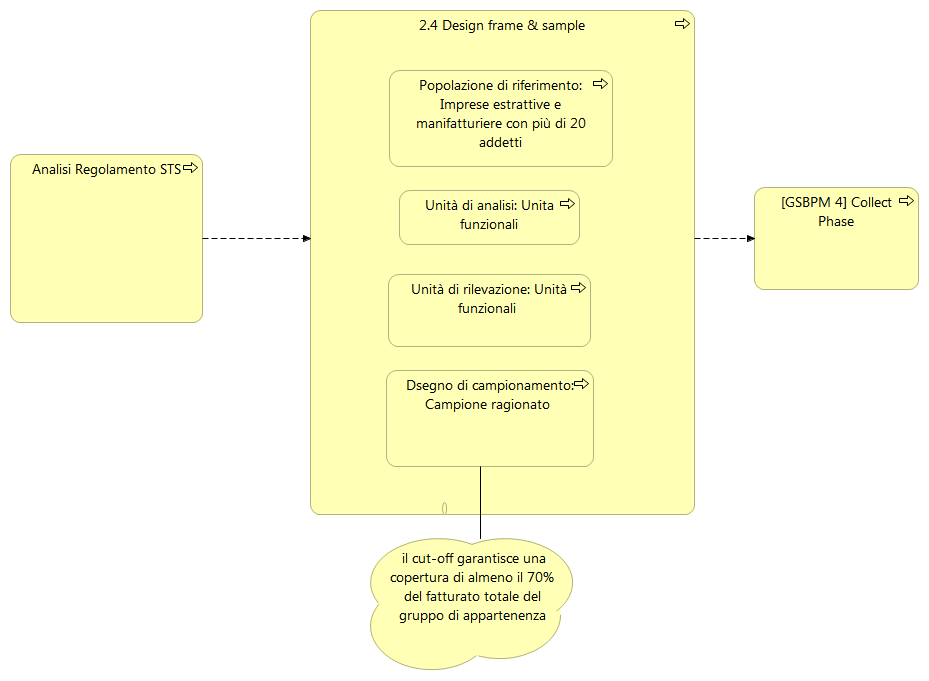 2.4 Design frame & sample
Popolazione di riferimento:
Imprese estrattive e
manifatturiere con più di 20
addetti
Analisi Regolamento STS
Unità di analisi: Unita
funzionali
[GSBPM 4] Collect
Phase
Unità di rilevazione: Unità
funzionali
Dsegno di campionamento:
Campione ragionato
il cut-off garantisce una
copertura di almeno il 70%
del fatturato totale del
gruppo di appartenenza